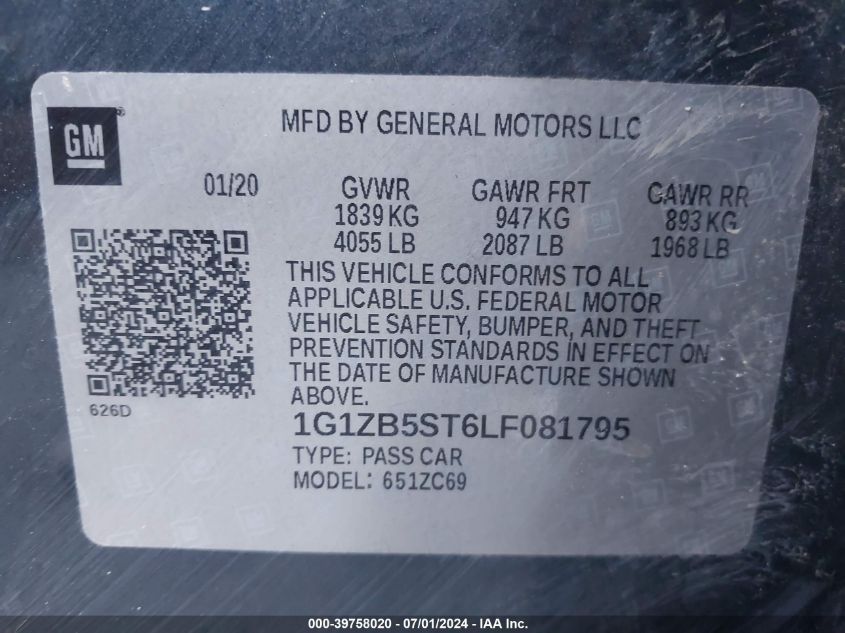 GM
®
MFD BY GENERAL MOTORS LLC
01/20
GVWR
1839 KG
4055 LB
GAWR FRT
947 KG
2087 LB
GAWR RR
893 KG
1968 LB
THIS VEHICLE CONFORMS TO ALL
APPLICABLE U.S. FEDERAL MOTOR
VEHICLE SAFETY, BUMPER, AND THEFT
PREVENTION STANDARDS IN EFFECT ON
THE DATE OF MANUFACTURE SHOWN
ABOVE.
626D
1G1ZB5ST6LF081795
TYPE: PASS CAR
MODEL: 651ZC69
000-39758020 - 07/01/2024 - IAA Inc.